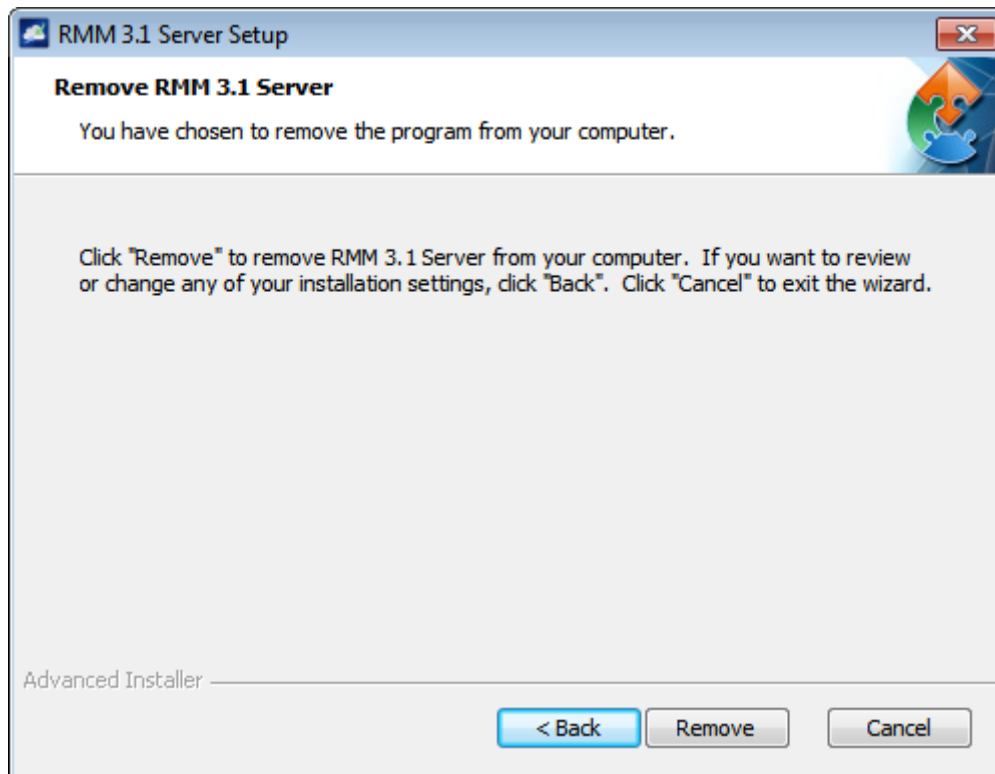 RMM 3.1 Server Setup
Remove RMM 3.1 Server
You have chosen to remove the program from your computer.
Click "Remove" to remove RMM 3.1 Server from your computer. If you want to review
or change any of your installation settings, click "Back". Click "Cancel" to exit the wizard.
Advanced Installer
< Back Remove Cancel